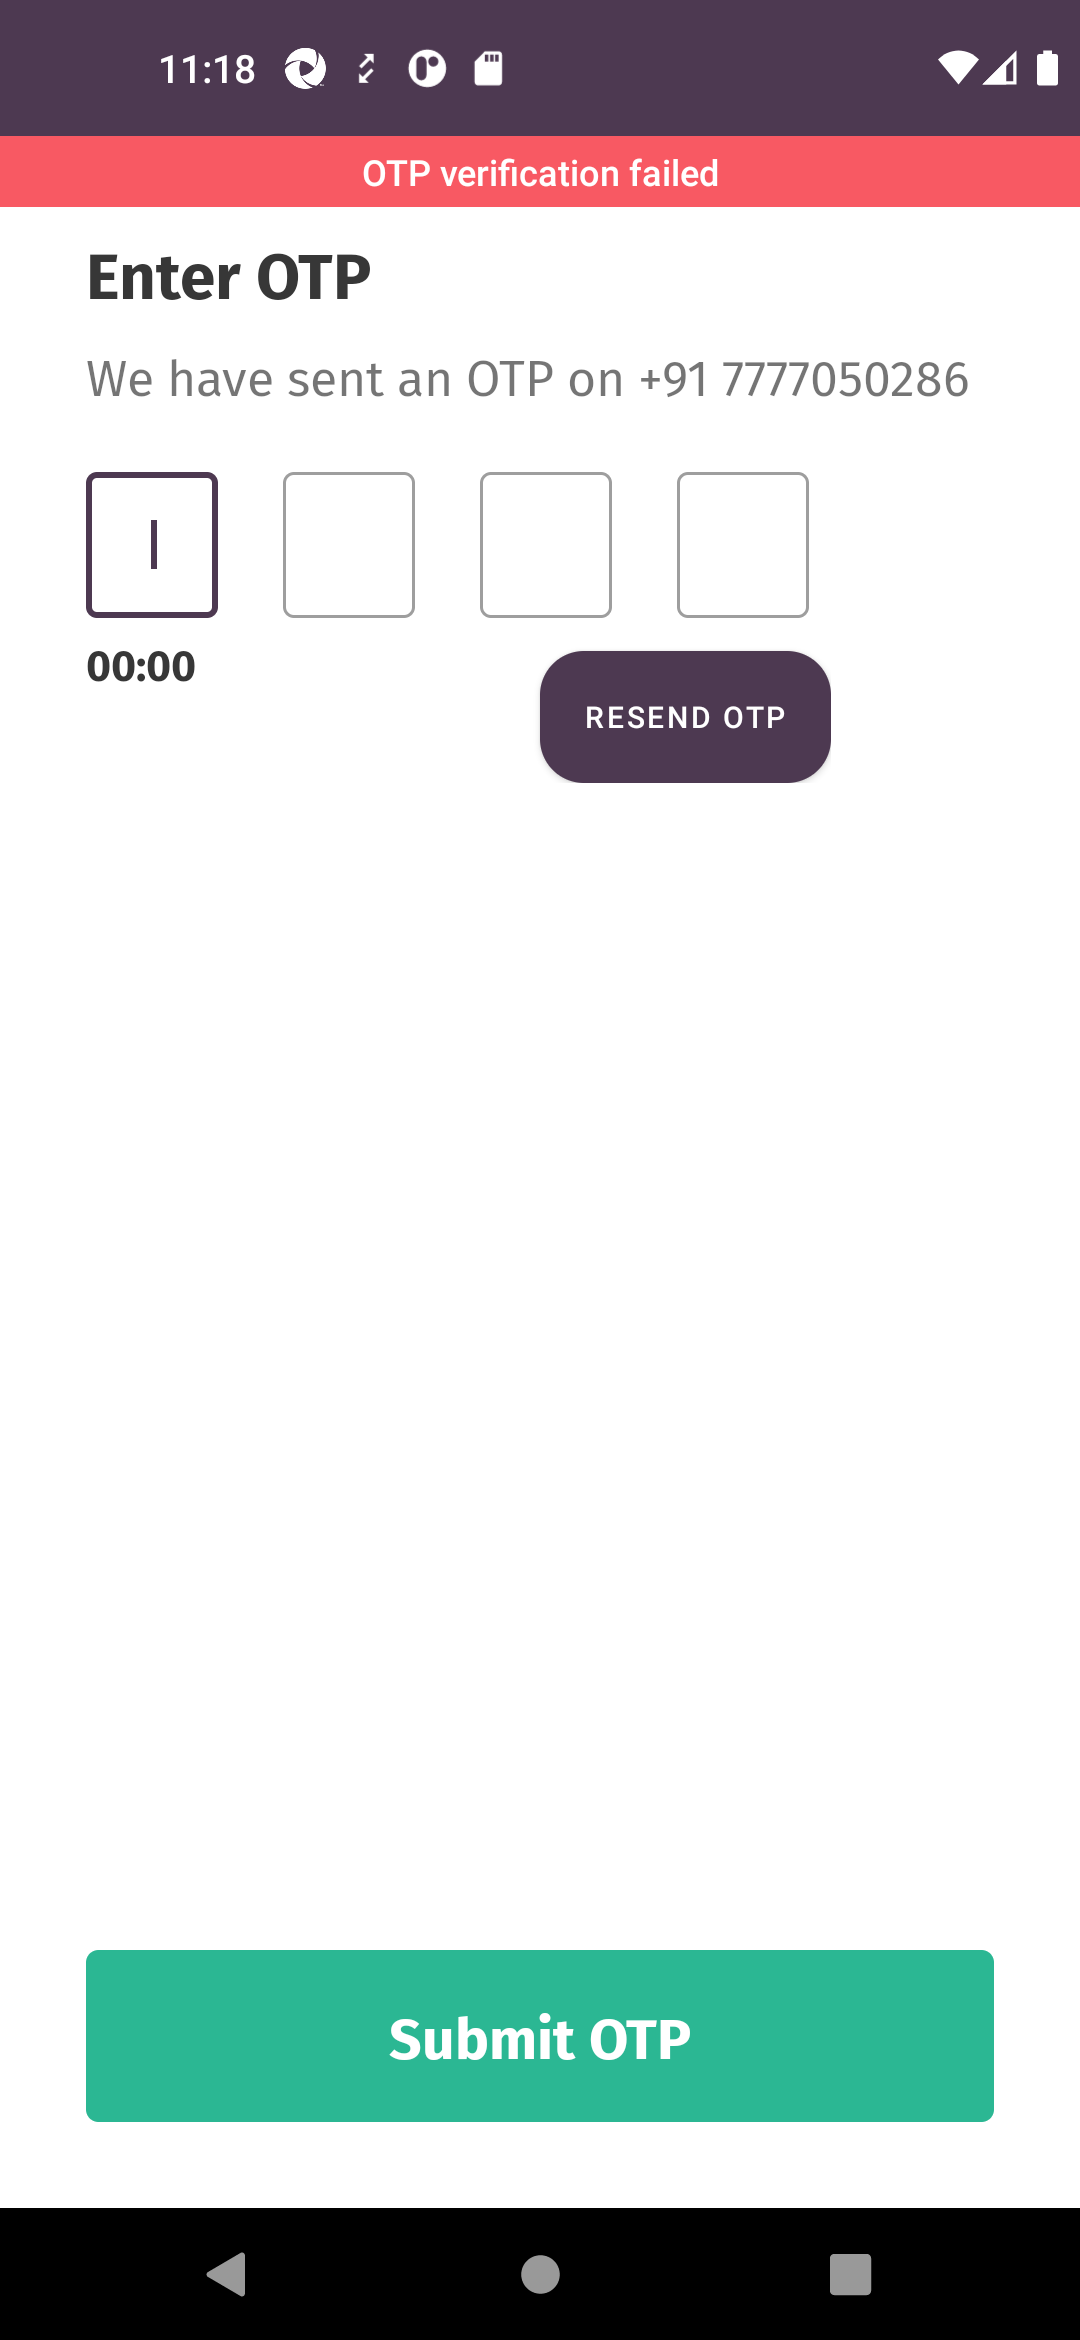 11:18
OTP verification failed
Enter OTP
We have sent an OTP on +91 7777050286
00:00
RESEND OTP
Submit OTP